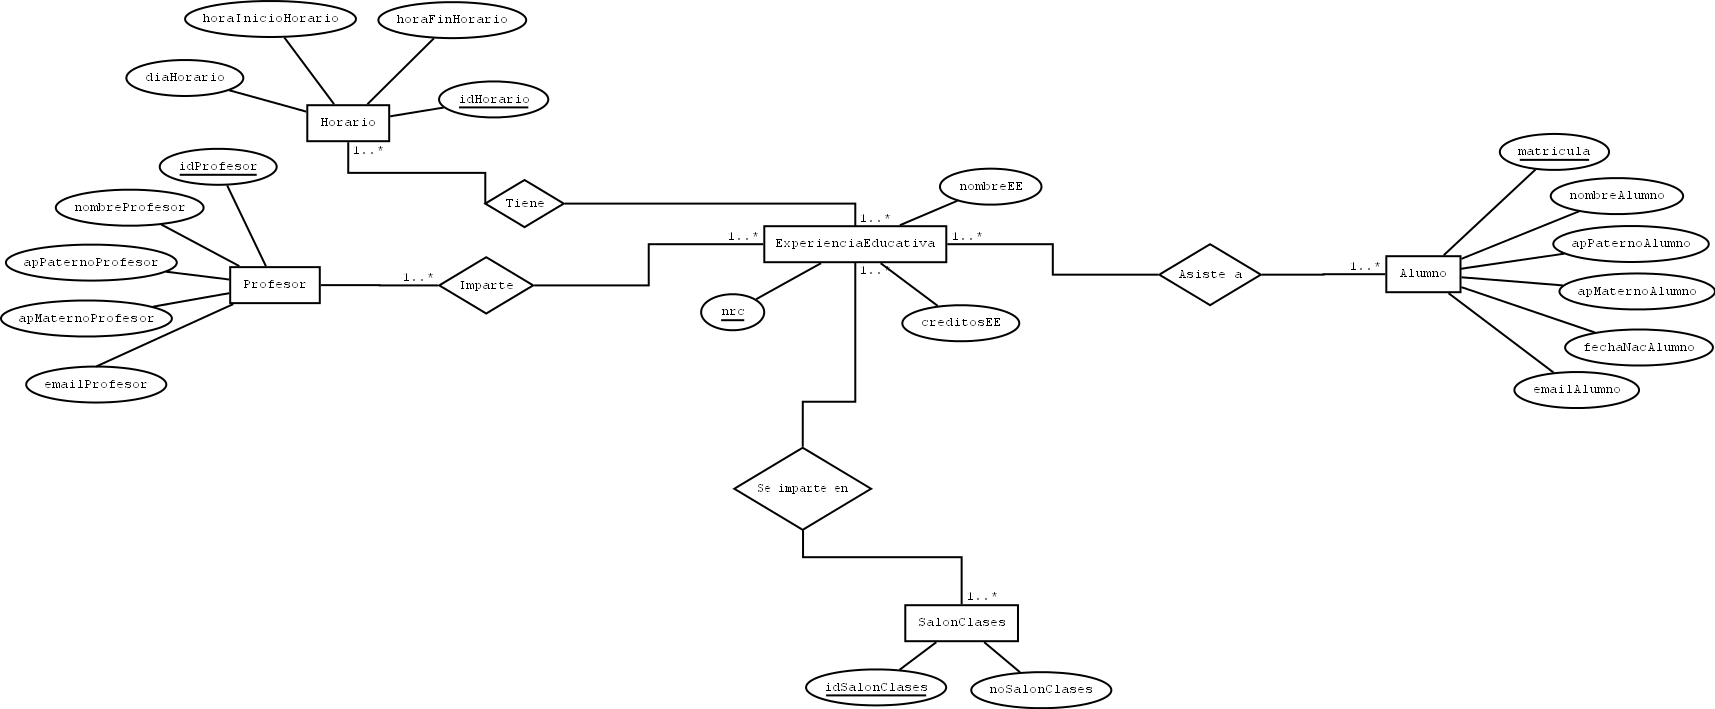 horaInicioHorario
horaFinHorario
diaHorario
idHorario
Horario
1..*
idProfesor
nombreProfesor
apPaternoProfesor
apMaternoProfesor
emailProfesor
Profesor
1..*
Imparte
1..*
Tiene
1..*
nombreEE
ExperienciaEducativa
1..*
1..*
nrc
creditosEE
Asiste a
1..*
Alumno
matricula
nombreAlumno
apPaternoAlumno
apMaternoAlumno
fechaNacAlumno
emailAlumno
Se imparte en
1..*
SalonClases
idSalonClases
noSalonClases